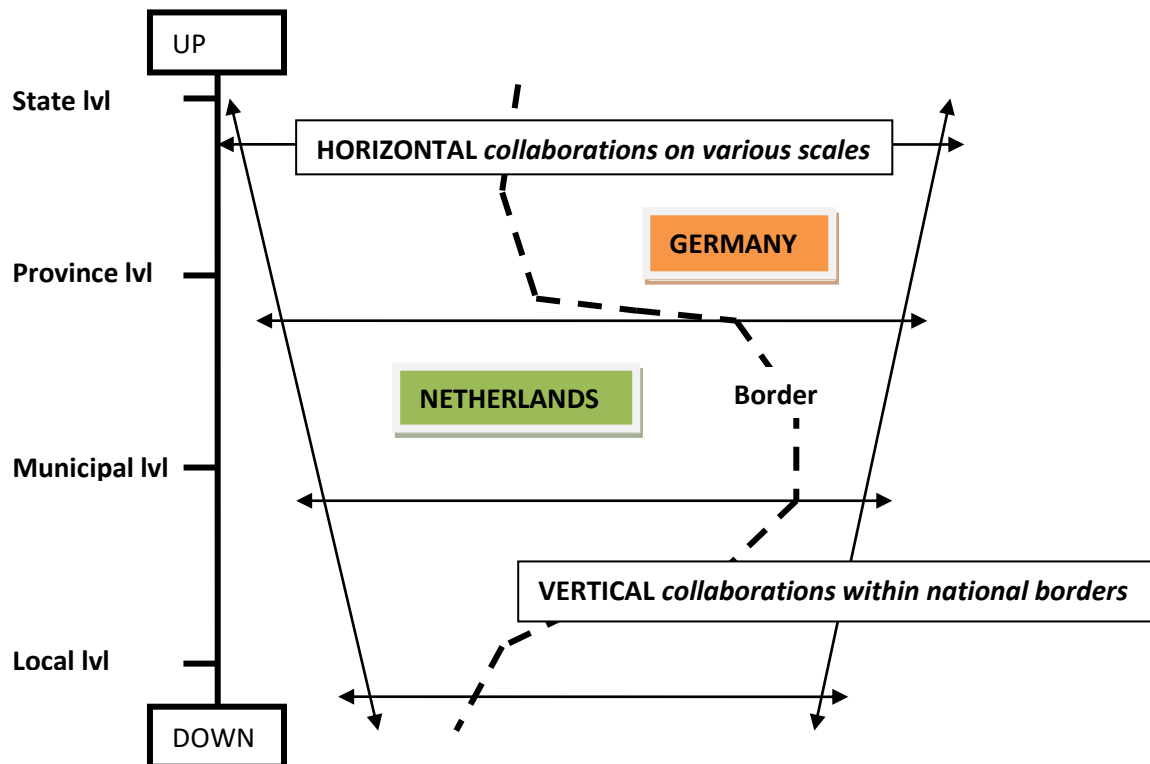 UP
State lvl
HORIZONTAL collaborations on various scales
GERMANY
Province lvl
NETHERLANDS
Border
Municipal lvl
VERTICAL collaborations within national borders
Local lvl
DOWN